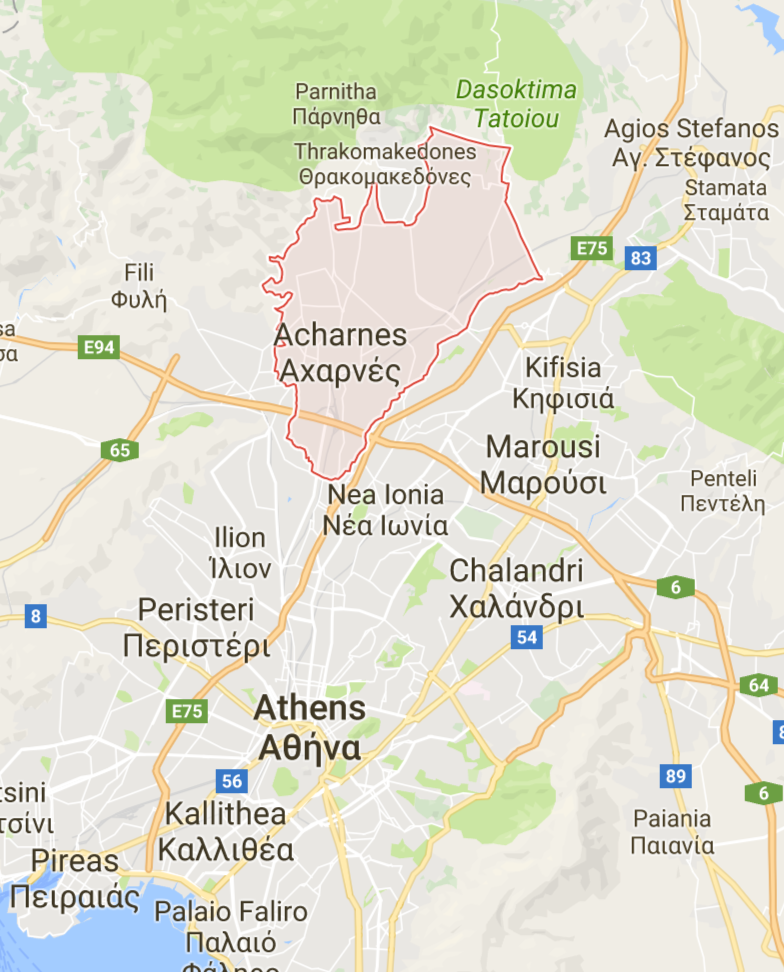 Parnitha
Πάρνηθα
Dasoktima
Tatoiou
Agios Stefanos
Αγ. Στέφανος
Thrakomakedones
Θρακομακεδόνες
Stamata
Σταμάτα
E75
83
Fili
Φυλή
Acharnes
Αχαρνές
E94
Kifisia
Κηφισιά
65
Marousi
Μαρούσι
Penteli
Πεντέλη
Nea Ionia
Νέα Ιωνία
Ilion
Ίλιον
Chalandri
Χαλάνδρι
6
8
Peristeri
Περιστέρι
54
64
E75
Athens
Αθήνα
56
89
6
Kallithea
Καλλιθέα
Paiania
Παιανία
Pireas
Πειραιάς
Palaio Faliro
Παλαιό